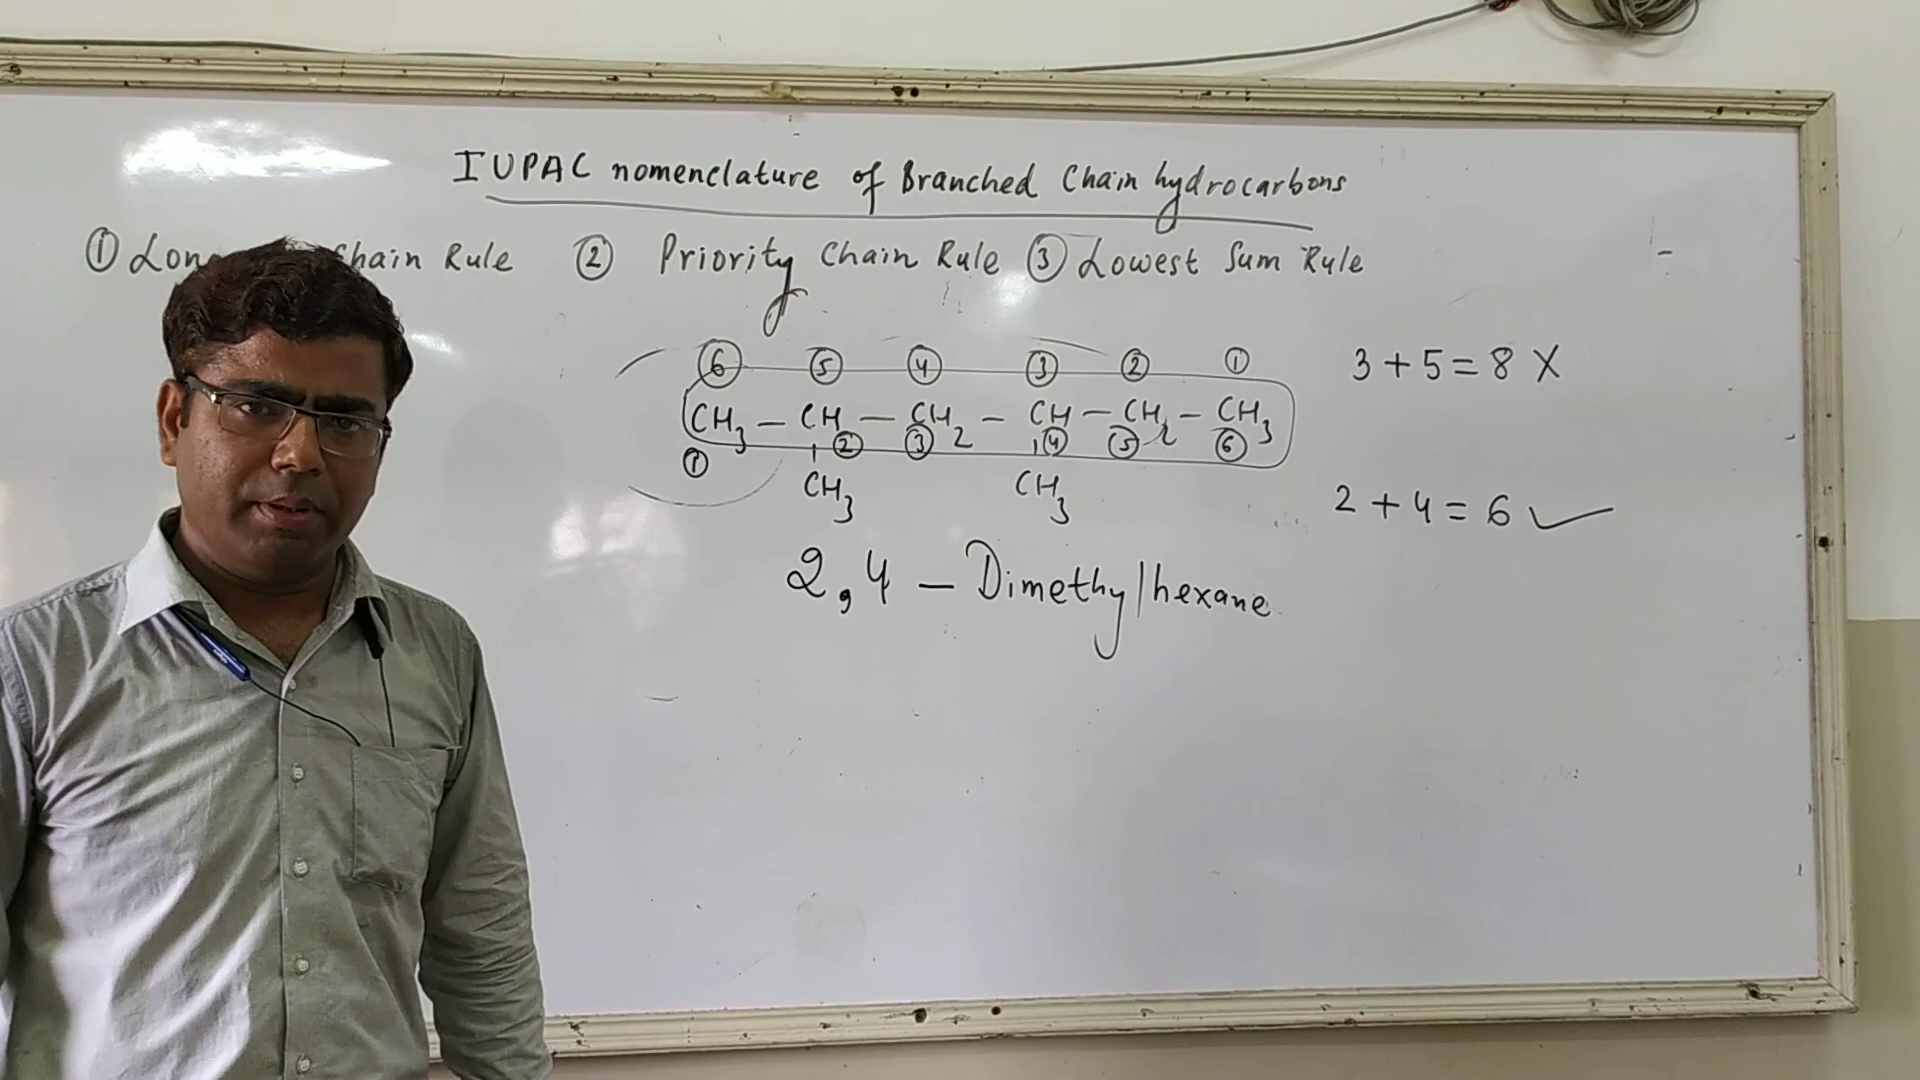 IUPAC nomenclature of Branched Chain hydrocarbons
① Lon Chain Rule ② Priority Chain Rule ③ Lowest Sum Rule
⑥ ⑤ ④ ③ ② ① 3+5=8 X
CH₃ – CH – CH₂ – CH – CH₂ – CH₃
① ② ③ ④ ⑤ ⑥
CH₃ CH₃ 2+4=6 ✓
2,4 – Dimethylhexane